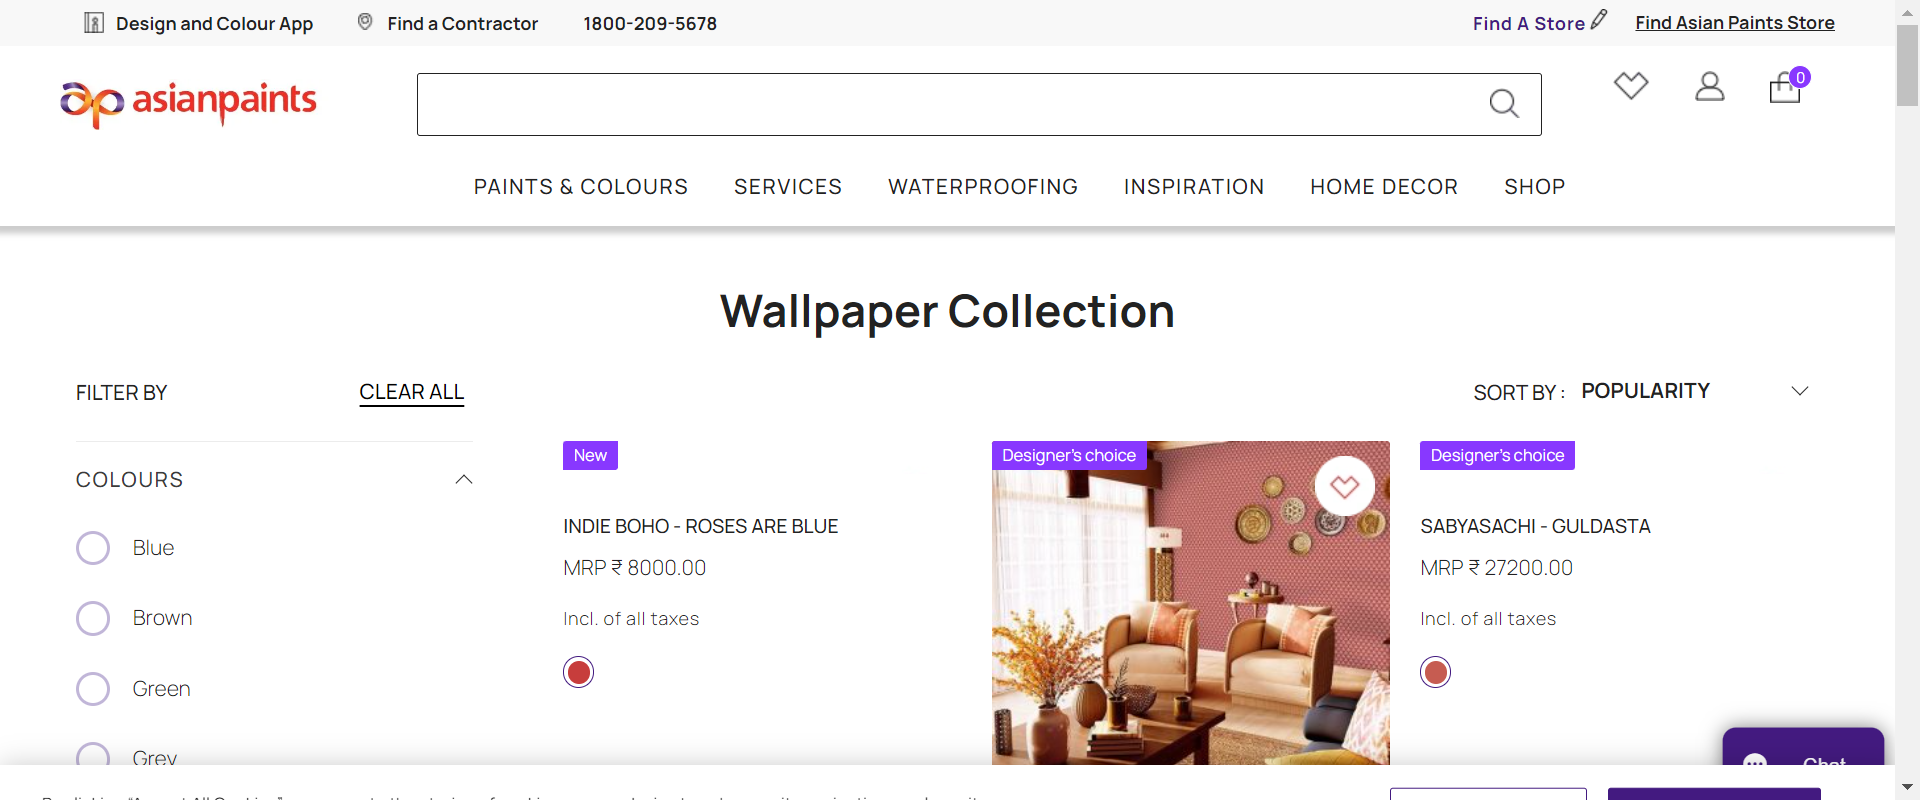 Design and Colour App
Find a Contractor
1800-209-5678
Find A Store
Find Asian Paints Store
asianpaints
0
PAINTS & COLOURS
SERVICES
WATERPROOFING
INSPIRATION
HOME DECOR
SHOP
Wallpaper Collection
FILTER BY
CLEAR ALL
SORT BY :
POPULARITY
COLOURS
Blue
Brown
Green
Grey
New
INDIE BOHO - ROSES ARE BLUE
MRP ₹ 8000.00
Incl. of all taxes
Designer's choice
Designer's choice
SABYASACHI - GULDASTA
MRP ₹ 27200.00
Incl. of all taxes
Chat